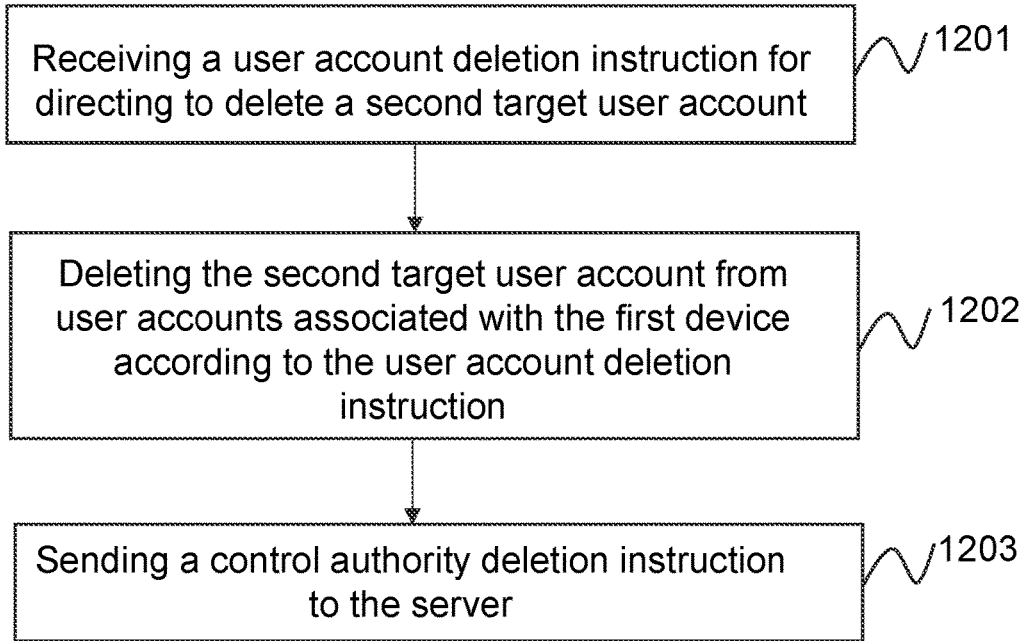 Receiving a user account deletion instruction for
directing to delete a second target user account
1201
Deleting the second target user account from
user accounts associated with the first device
according to the user account deletion
instruction
1202
Sending a control authority deletion instruction
to the server
1203